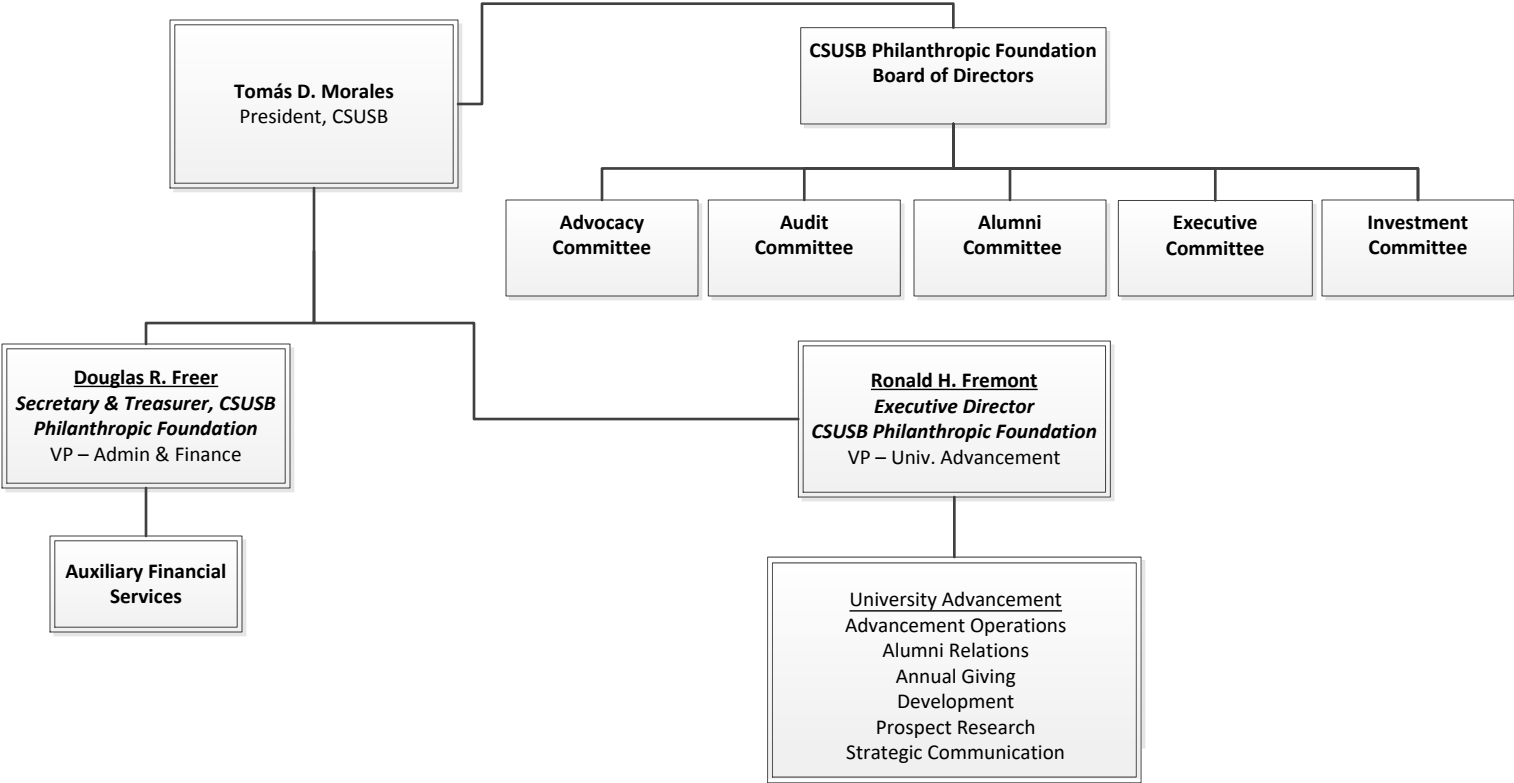 Tomás D. Morales
President, CSUSB
CSUSB Philanthropic Foundation
Board of Directors
Advocacy
Committee
Audit
Committee
Alumni
Committee
Executive
Committee
Investment
Committee
Douglas R. Freer
Secretary & Treasurer, CSUSB
Philanthropic Foundation
VP – Admin & Finance
Ronald H. Fremont
Executive Director
CSUSB Philanthropic Foundation
VP – Univ. Advancement
Auxiliary Financial
Services
University Advancement
Advancement Operations
Alumni Relations
Annual Giving
Development
Prospect Research
Strategic Communication